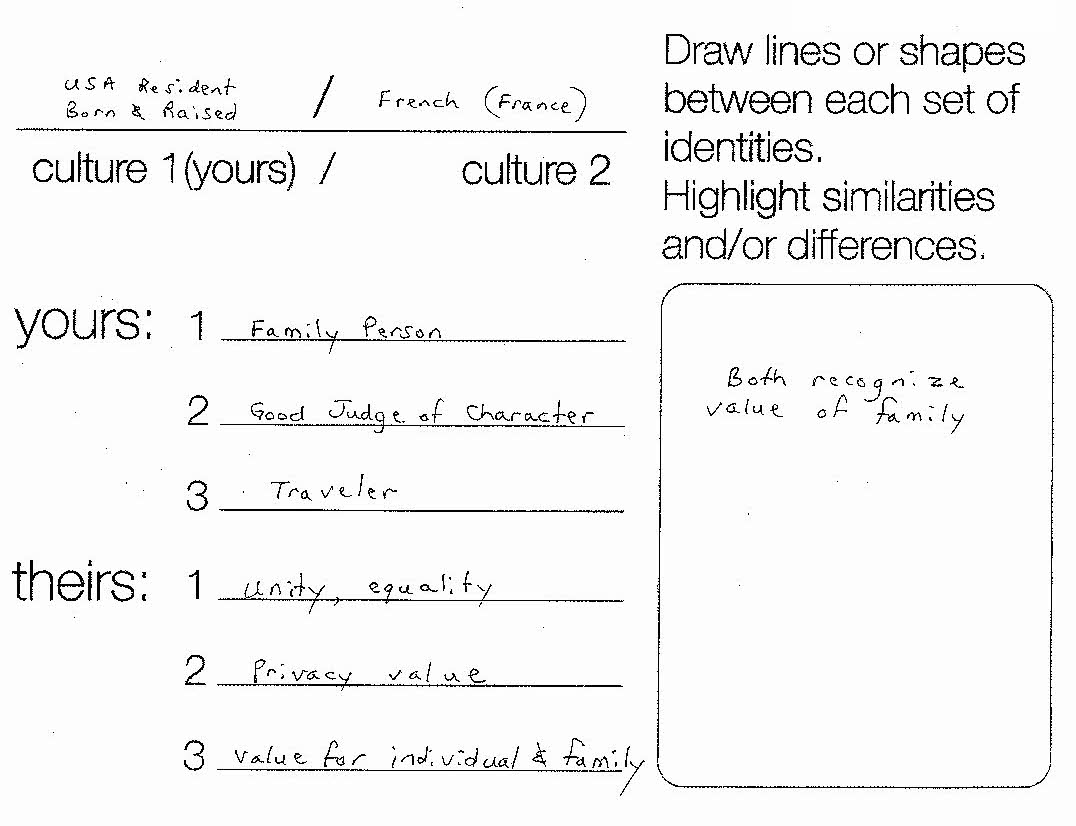 USA Resident
Born & Raised / French (France)
culture 1 (yours) / culture 2
Draw lines or shapes
between each set of
identities.
Highlight similarities
and/or differences.
yours: 1 Family Person
2 Good Judge of Character
3 Traveler
theirs: 1 Unity, equality
2 Privacy value
3 value for individual & family
Both recognize
value of family